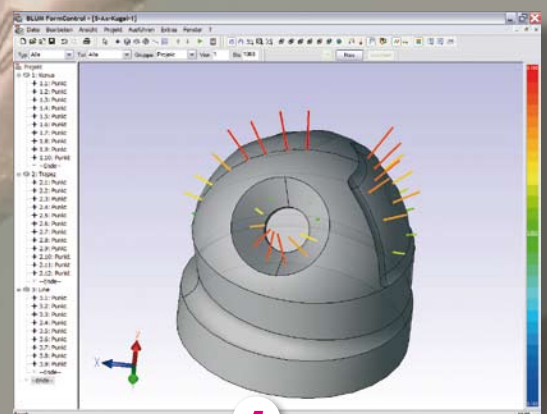 BLUM FormControl - [5-Ax-Kugel-1]
Datei Bearbeiten Ansicht Projekt Ausführen Extras Fenster ?
Typ: Alle Tol: Alle Gruppe: Projekt Von: 1 Bis: 1000 Neu
Projekt
1: Konus
1.1: Punkt
1.2: Punkt
1.3: Punkt
1.4: Punkt
1.5: Punkt
1.6: Punkt
1.7: Punkt
1.8: Punkt
1.9: Punkt
1.10: Punkt
--Ende--
2: Trapez
2.1: Punkt
2.2: Punkt
2.3: Punkt
2.4: Punkt
2.5: Punkt
2.6: Punkt
2.7: Punkt
2.8: Punkt
2.9: Punkt
2.10: Punkt
2.11: Punkt
2.12: Punkt
--Ende--
3: Line
3.1: Punkt
3.2: Punkt
3.3: Punkt
3.4: Punkt
3.5: Punkt
3.6: Punkt
3.7: Punkt
3.8: Punkt
3.9: Punkt
--Ende--
--Ende--
Z
X